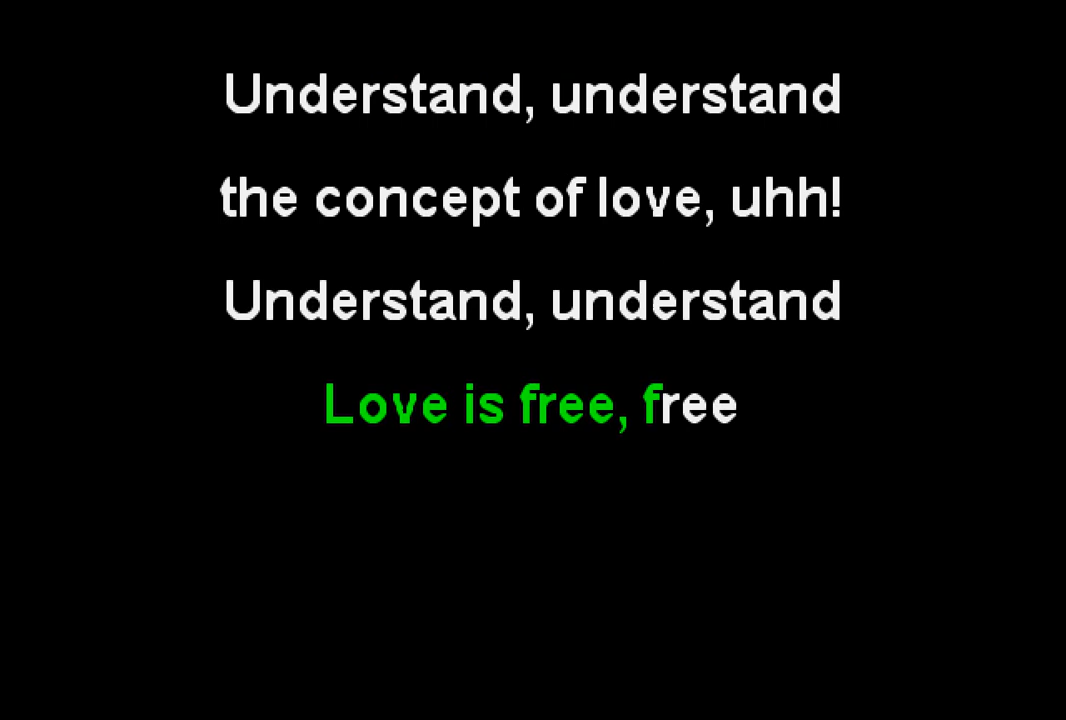 Understand, understand
the concept of love, uhh!
Understand, understand
Love is free, free